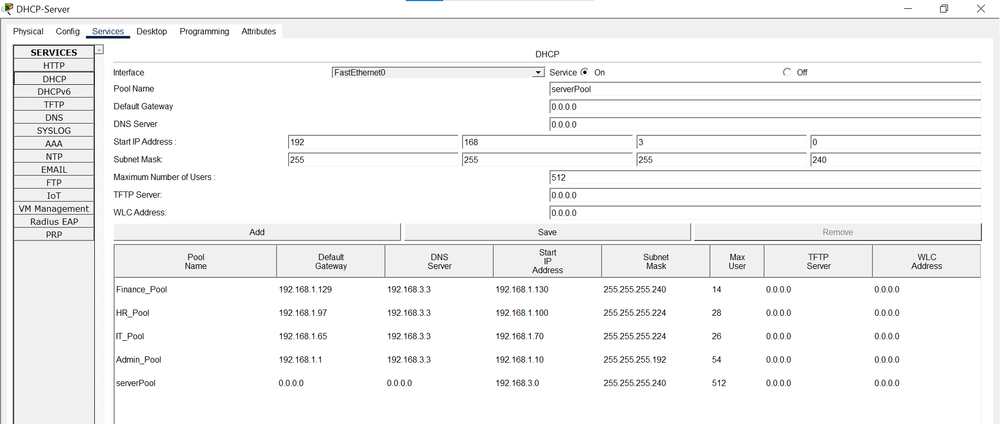 DHCP-Server
Physical Config Services Desktop Programming Attributes
SERVICES
HTTP
DHCP
DHCPv6
TFTP
DNS
SYSLOG
AAA
NTP
EMAIL
FTP
IoT
VM Management
Radius EAP
PRP
DHCP
Interface FastEthernet0 Service On Off
Pool Name serverPool
Default Gateway 0.0.0.0
DNS Server 0.0.0.0
Start IP Address : 192 168 3 0
Subnet Mask: 255 255 255 240
Maximum Number of Users : 512
TFTP Server: 0.0.0.0
WLC Address: 0.0.0.0
Add Save Remove
Pool Name Default Gateway DNS Server Start IP Address Subnet Mask Max User TFTP Server WLC Address
Finance_Pool 192.168.1.129 192.168.3.3 192.168.1.130 255.255.255.240 14 0.0.0.0 0.0.0.0
HR_Pool 192.168.1.97 192.168.3.3 192.168.1.100 255.255.255.224 28 0.0.0.0 0.0.0.0
IT_Pool 192.168.1.65 192.168.3.3 192.168.1.70 255.255.255.224 26 0.0.0.0 0.0.0.0
Admin_Pool 192.168.1.1 192.168.3.3 192.168.1.10 255.255.255.192 54 0.0.0.0 0.0.0.0
serverPool 0.0.0.0 0.0.0.0 192.168.3.0 255.255.255.240 512 0.0.0.0 0.0.0.0